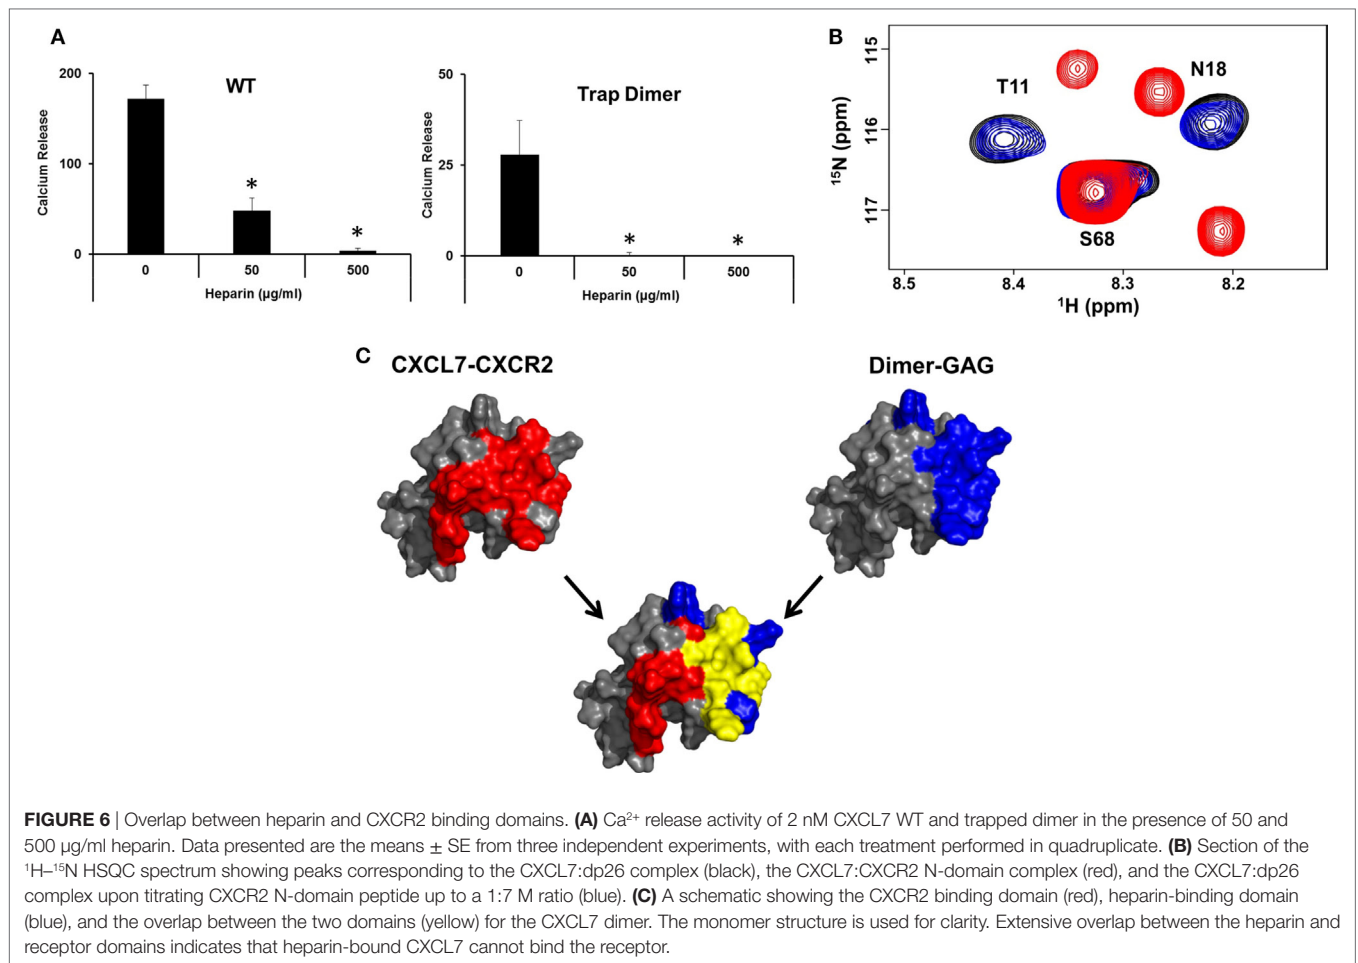 A
WT
Calcium Release
200
100
0
*
*
0 50 500
Heparin (µg/ml)
Trap Dimer
Calcium Release
50
25
0
* *
0 50 500
Heparin (µg/ml)
B
T11
N18
S68
¹⁵N (ppm)
115
116
117
8.5 8.4 8.3 8.2
¹H (ppm)
C
CXCL7-CXCR2
Dimer-GAG
FIGURE 6 | Overlap between heparin and CXCR2 binding domains. (A) Ca²⁺ release activity of 2 nM CXCL7 WT and trapped dimer in the presence of 50 and
500 µg/ml heparin. Data presented are the means ± SE from three independent experiments, with each treatment performed in quadruplicate. (B) Section of the
¹H–¹⁵N HSQC spectrum showing peaks corresponding to the CXCL7:dp26 complex (black), the CXCL7:CXCR2 N-domain complex (red), and the CXCL7:dp26
complex upon titrating CXCR2 N-domain peptide up to a 1:7 M ratio (blue). (C) A schematic showing the CXCR2 binding domain (red), heparin-binding domain
(blue), and the overlap between the two domains (yellow) for the CXCL7 dimer. The monomer structure is used for clarity. Extensive overlap between the heparin and
receptor domains indicates that heparin-bound CXCL7 cannot bind the receptor.